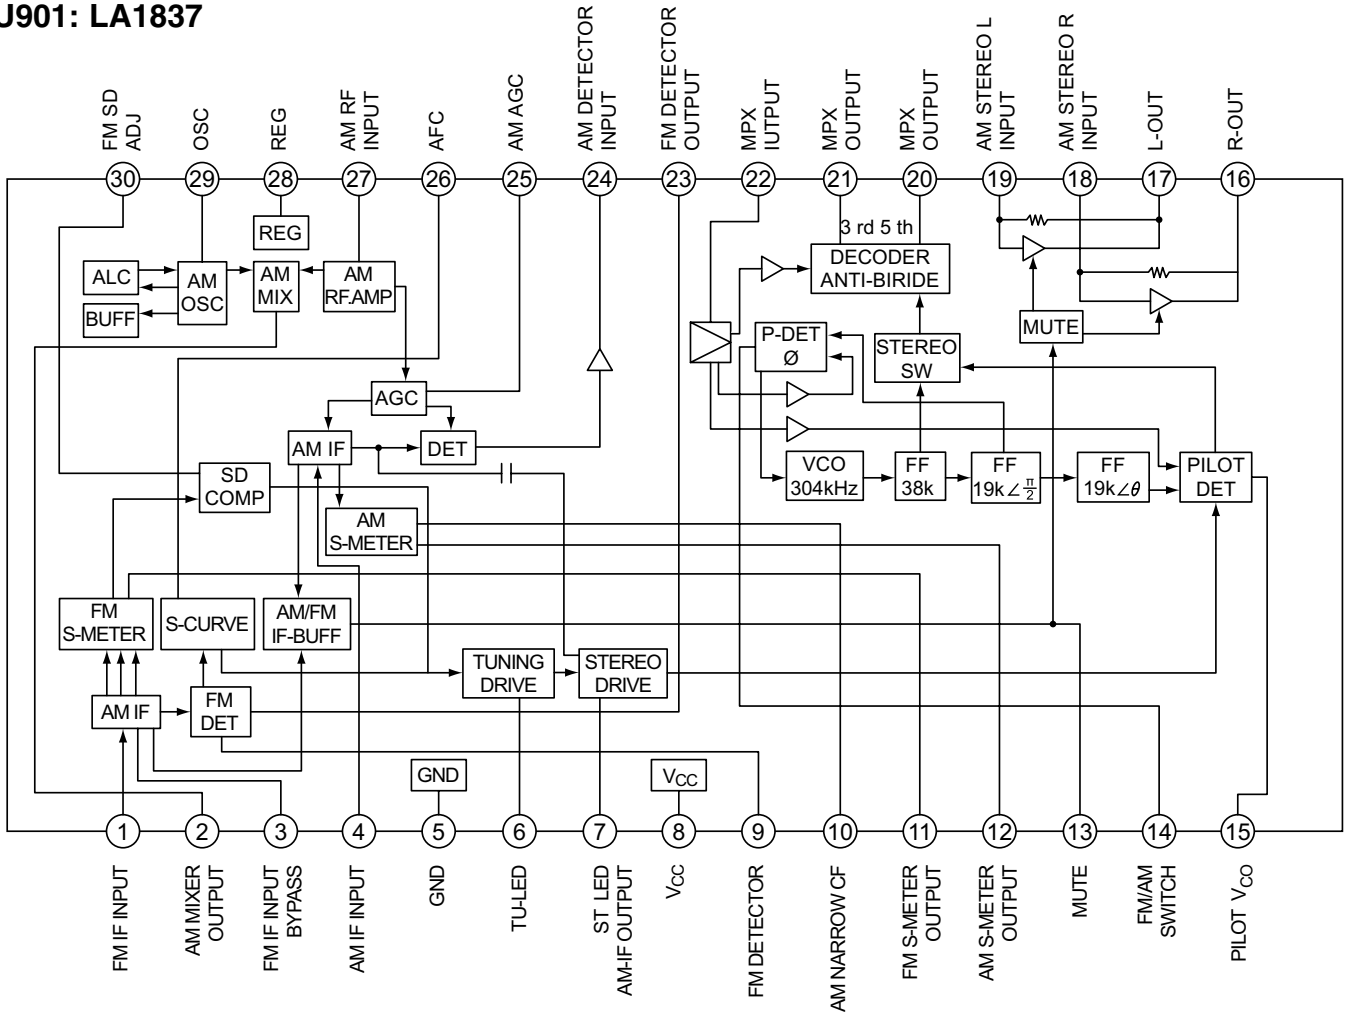 U901: LA1837
FM SD
ADJ
OSC
REG
AM RF
INPUT
AFC
AM AGC
AM DETECTOR
INPUT
FM DETECTOR
OUTPUT
MPX
IUTPUT
MPX
OUTPUT
MPX
OUTPUT
AM STEREO L
INPUT
AM STEREO R
INPUT
L-OUT
R-OUT
30
29
28
27
26
25
24
23
22
21
20
19
18
17
16
REG
3 rd 5 th
ALC
AM
OSC
AM
MIX
AM
RF.AMP
BUFF
DECODER
ANTI-BIRIDE
P-DET
Ø
STEREO
SW
MUTE
AGC
AM IF
DET
SD
COMP
VCO
304kHz
FF
38k
FF
19k∠π/2
FF
19k∠θ
PILOT
DET
AM
S-METER
FM
S-METER
S-CURVE
AM/FM
IF-BUFF
TUNING
DRIVE
STEREO
DRIVE
AM IF
FM
DET
GND
VCC
1
2
3
4
5
6
7
8
9
10
11
12
13
14
15
FM IF INPUT
AM MIXER
OUTPUT
FM IF INPUT
BYPASS
AM IF INPUT
GND
TU-LED
ST LED
AM-IF OUTPUT
VCC
FM DETECTOR
AM NARROW CF
FM S-METER
OUTPUT
AM S-METER
OUTPUT
MUTE
FM/AM
SWITCH
PILOT VCO